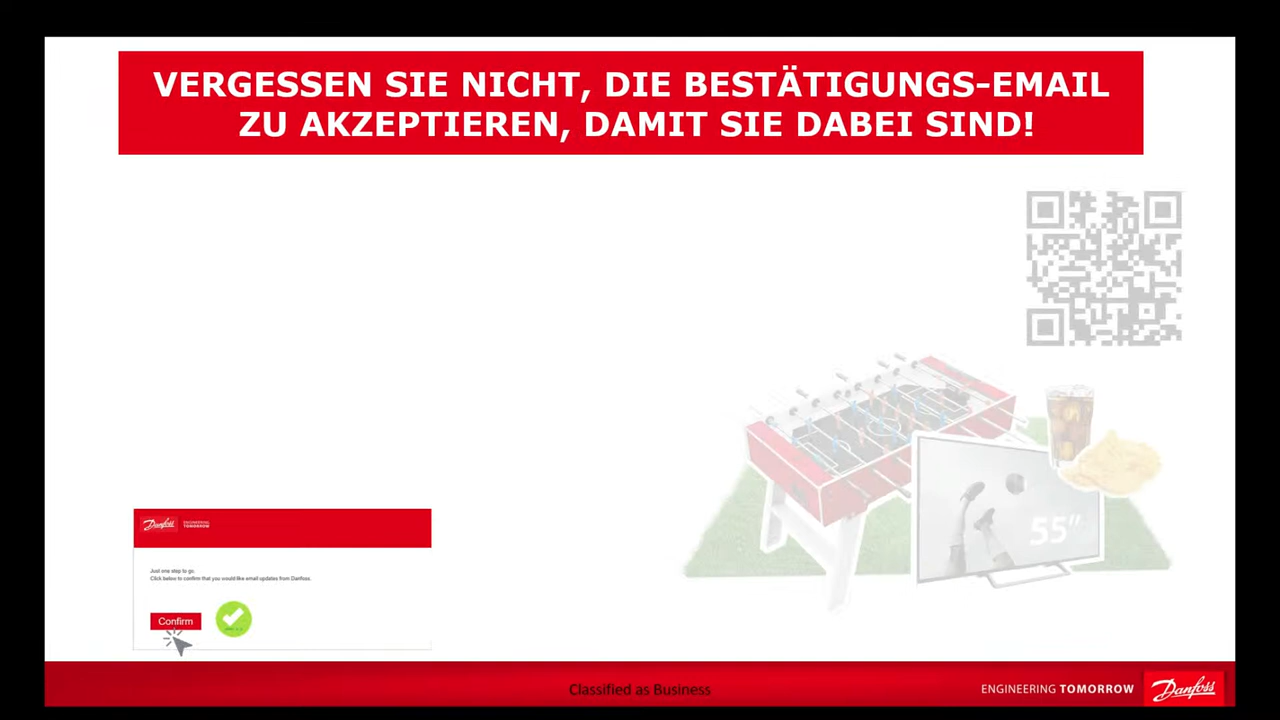 VERGESSEN SIE NICHT, DIE BESTÄTIGUNGS-EMAIL
ZU AKZEPTIEREN, DAMIT SIE DABEI SIND!
55"
Danfoss ENGINEERING
TOMORROW
Just one step to go.
Click below to confirm that you would like email updates from Danfoss.
Confirm
Classified as Business
ENGINEERING TOMORROW
Danfoss